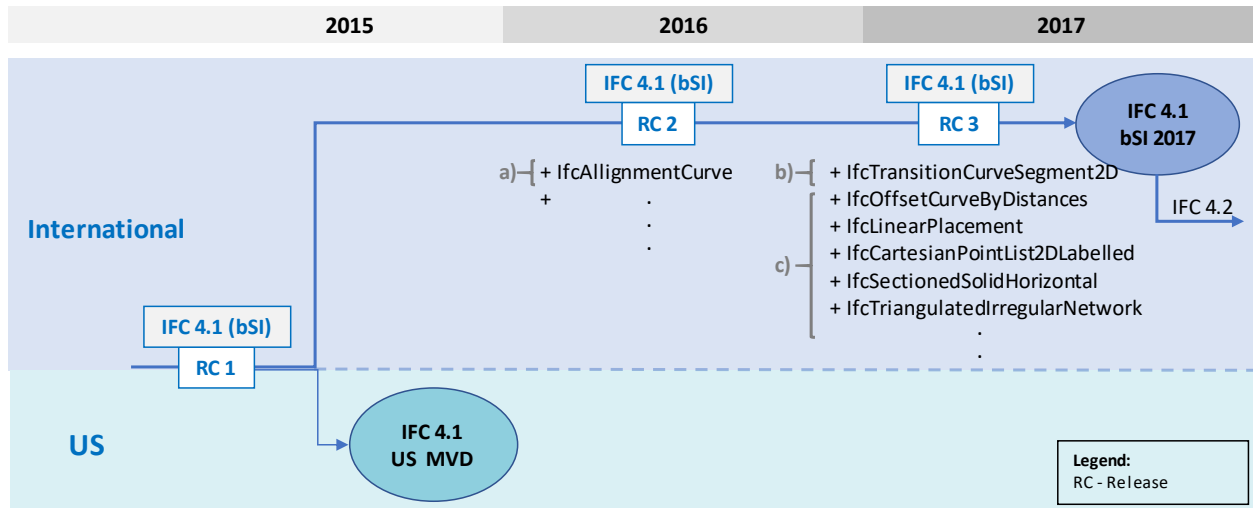 2015 2016 2017
IFC 4.1 (bSI)
RC 2
IFC 4.1 (bSI)
RC 3
IFC 4.1
bSI 2017
IFC 4.2
a) + IfcAllignmentCurve
+ .
.
.
b) + IfcTransitionCurveSegment2D
c) + IfcOffsetCurveByDistances
+ IfcLinearPlacement
+ IfcCartesianPointList2DLabelled
+ IfcSectionedSolidHorizontal
+ IfcTriangulatedIrregularNetwork
.
.
International
IFC 4.1 (bSI)
RC 1
US
IFC 4.1
US MVD
Legend:
RC - Release